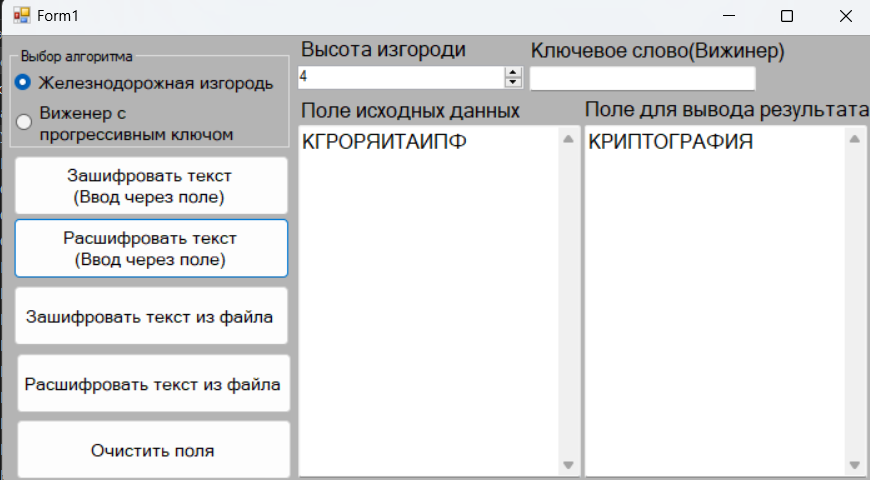 Form1
Выбор алгоритма
Железнодорожная изгородь
Виженер с
прогрессивным ключом
Зашифровать текст
(Ввод через поле)
Расшифровать текст
(Ввод через поле)
Зашифровать текст из файла
Расшифровать текст из файла
Очистить поля
Высота изгороди
4
Ключевое слово(Вижинер)
Поле исходных данных
КГРОРЯИТАИПФ
Поле для вывода результата
КРИПТОГРАФИЯ